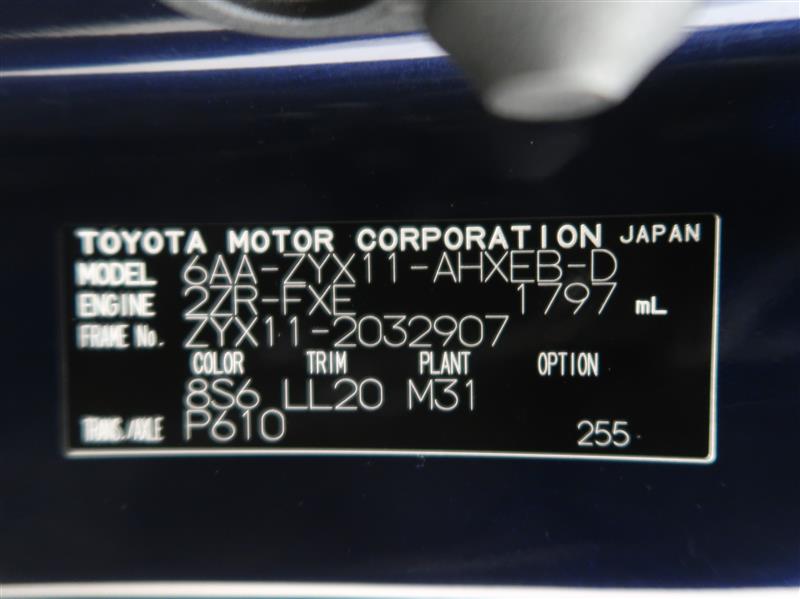 TOYOTA MOTOR CORPORATION JAPAN
MODEL 6AA-ZYX11-AHXEB-D
ENGINE 2ZR-FXE 1797 mL
FRAME No. ZYX11-2032907
COLOR TRIM PLANT OPTION
8S6 LL20 M31
TRANS./AXLE P610 255